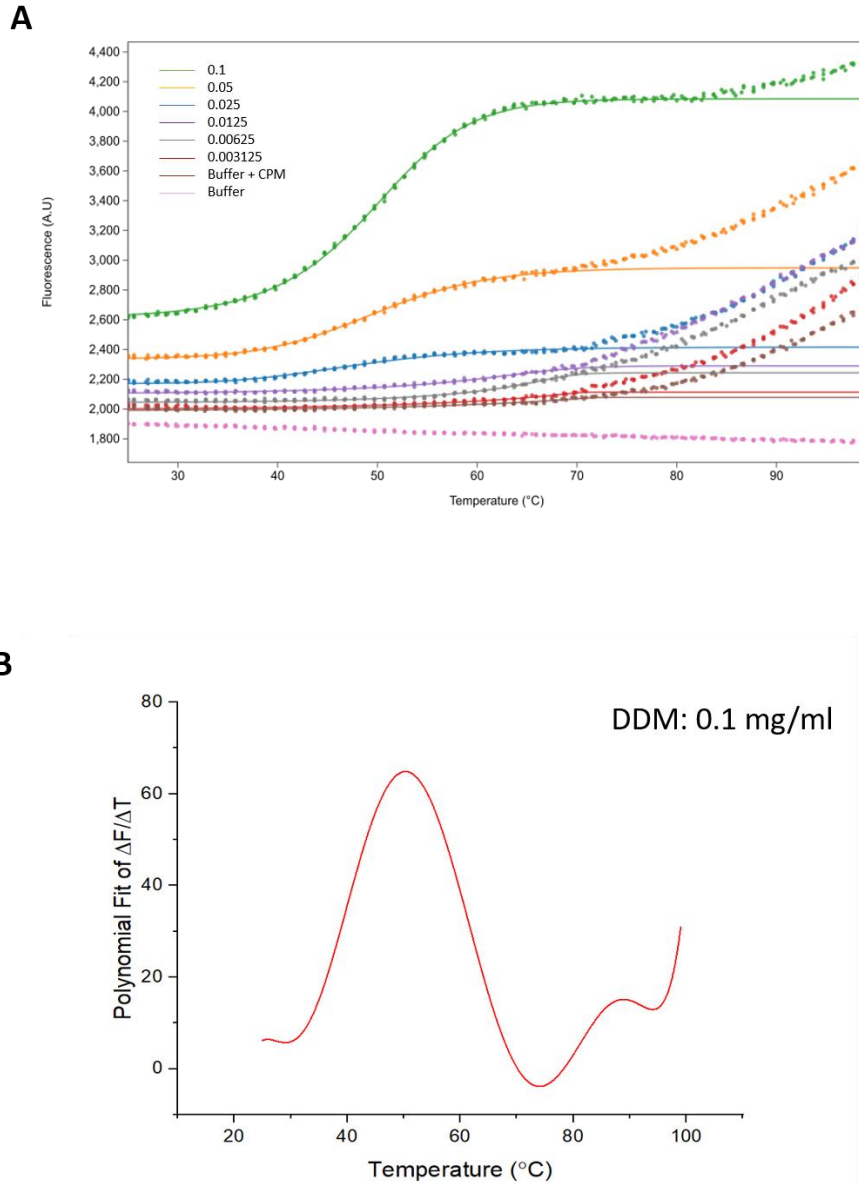 A
4,400
4,200
4,000
3,800
3,600
3,400
3,200
3,000
2,800
2,600
2,400
2,200
2,000
1,800
Fluorescence (A.U)
0.1
0.05
0.025
0.0125
0.00625
0.003125
Buffer + CPM
Buffer
30 40 50 60 70 80 90
Temperature (°C)
B
DDM: 0.1 mg/ml
80
60
40
20
0
Polynomial Fit of ΔF/ΔT
20 40 60 80 100
Temperature (°C)